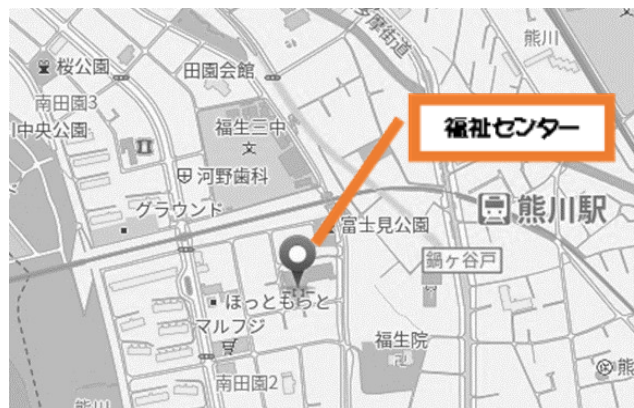 多摩街道
熊川
桜公園
田園会館
南田園3
中央公園
福生三中
文
福祉センター
河野歯科
グラウンド
富士見公園
熊川駅
鍋ヶ谷戸
ほっともっと
マルフジ
福生院
南田園2
熊川
熊